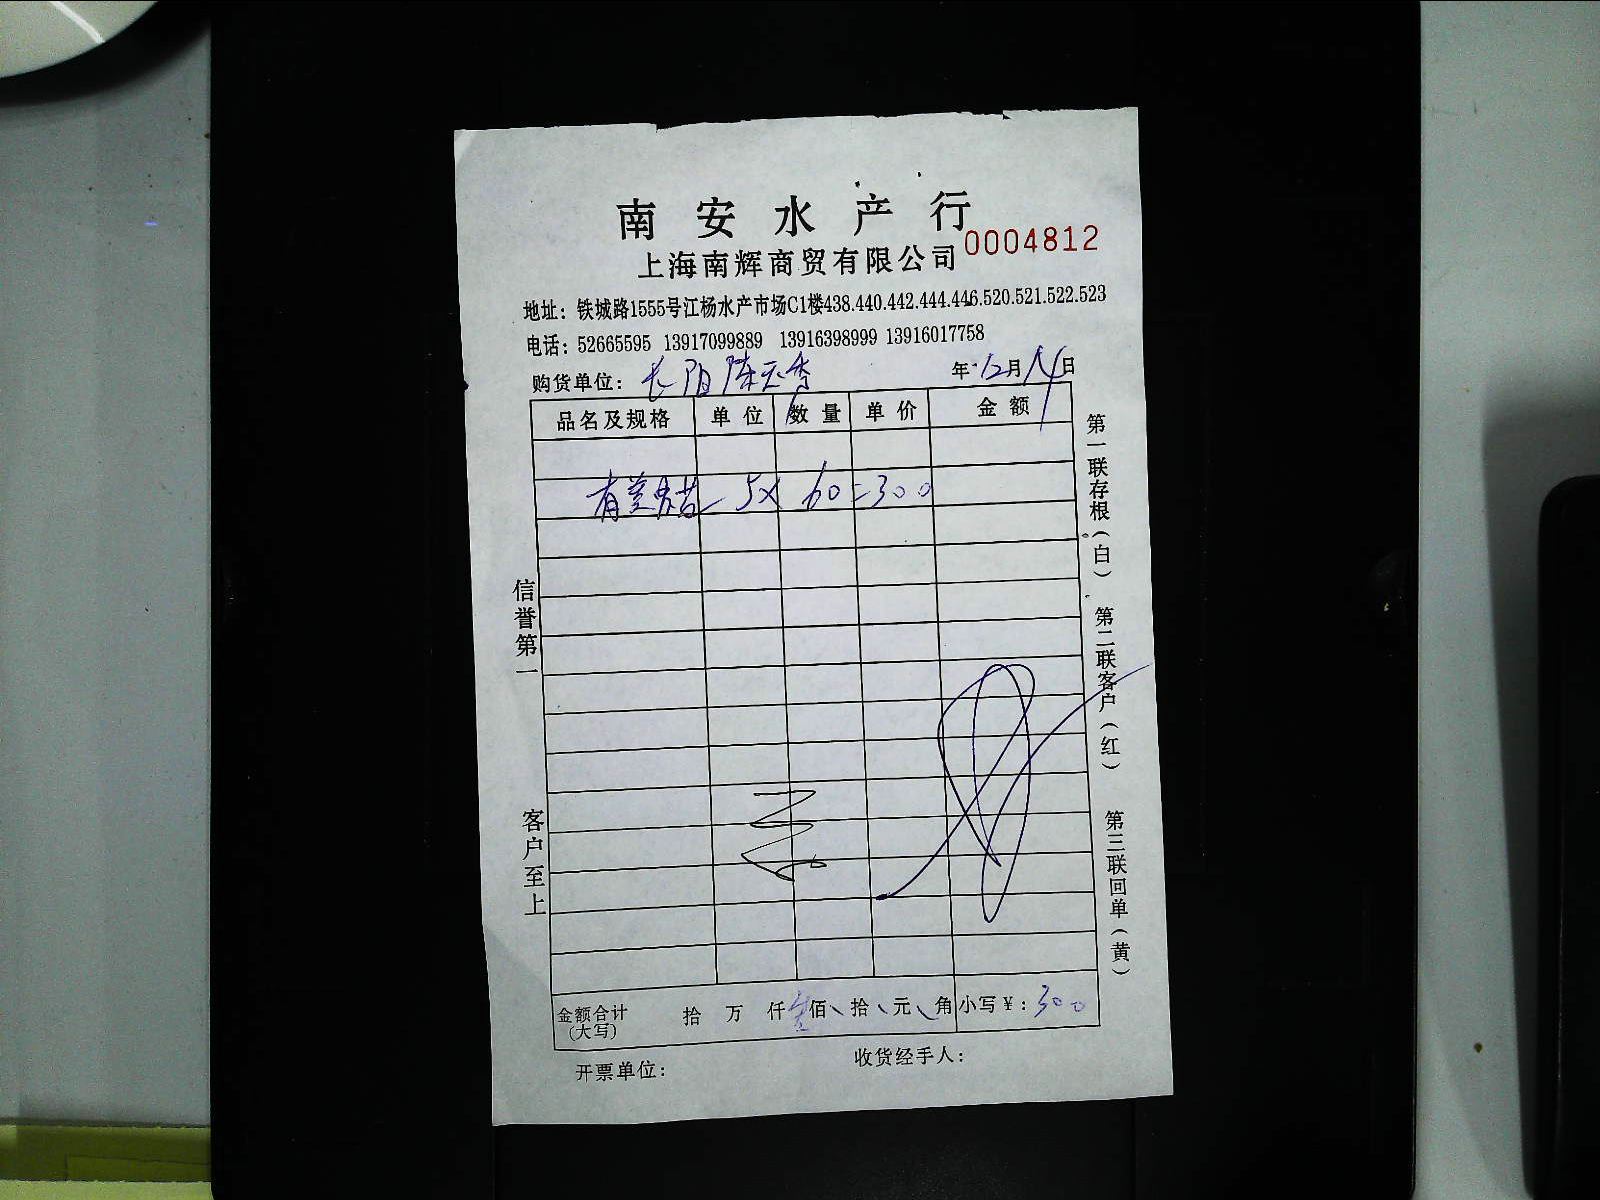 南安水产行
上海南辉商贸有限公司 0004812
地址：铁城路1555号江杨水产市场C1楼438.440.442.444.446.520.521.522.523
电话：52665595 13917099889 13916398999 13916017758
购货单位：长阳陈云香 年 12月14日
品名及规格 单位 数量 单价 金额
5× 60=300
信誉第一
客户至上
第一联存根（白） 第二联客户（红） 第三联回单（黄）
金额合计（大写） 拾 万 仟 佰 拾 元 角 小写￥：300
开票单位： 收货经手人：